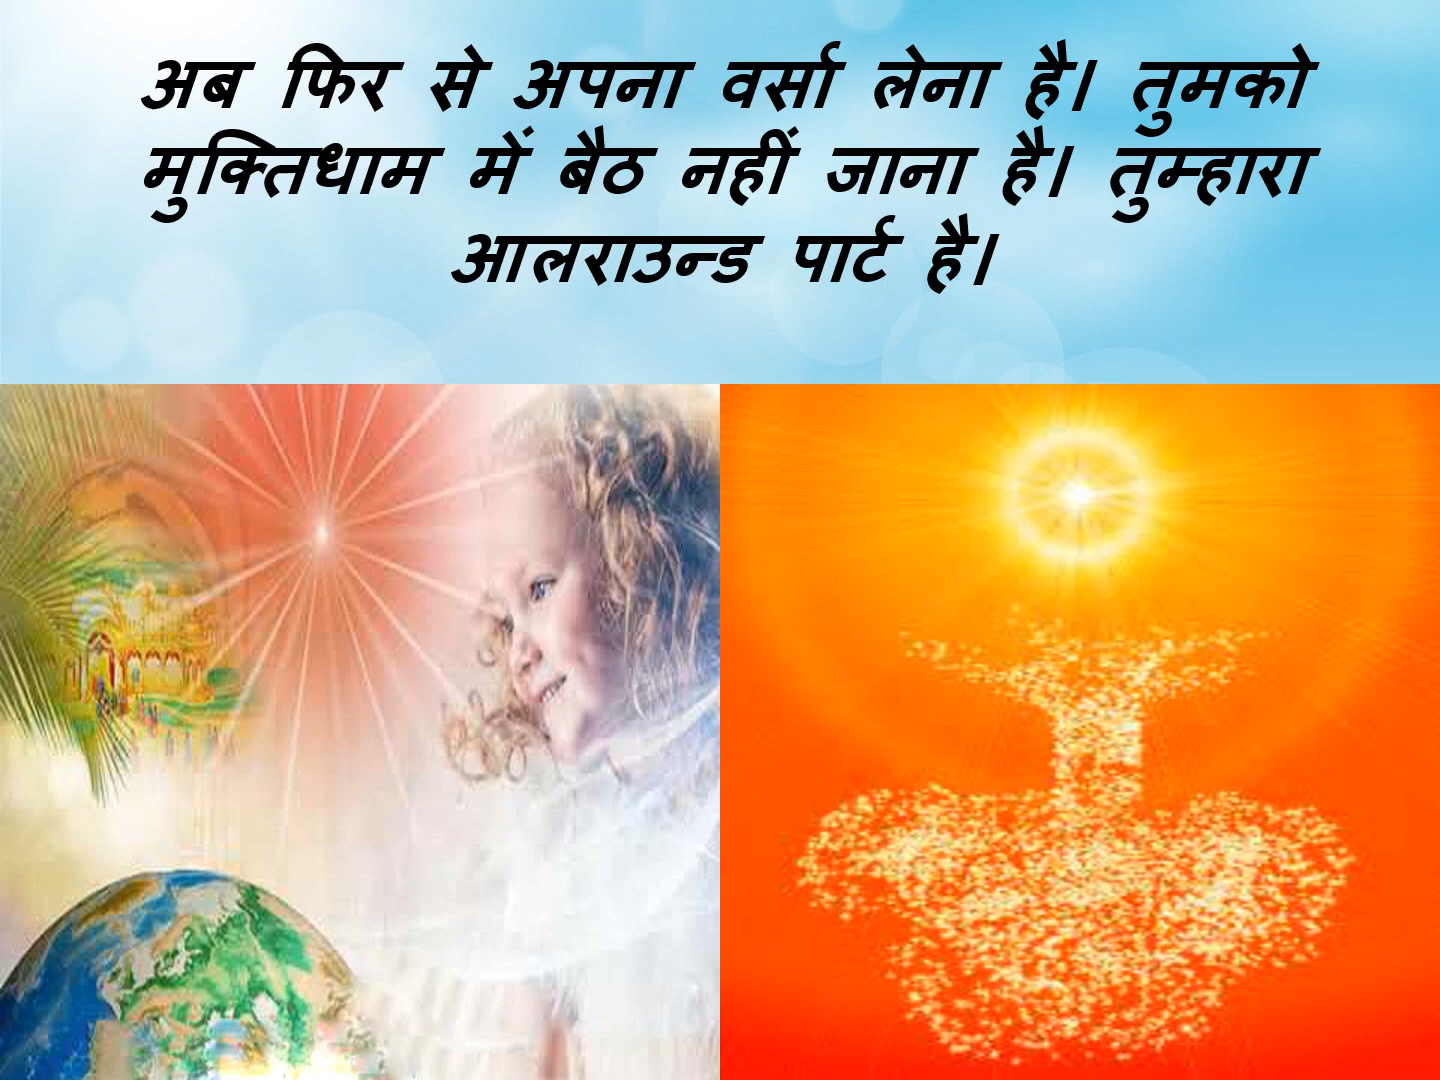 अब फिर से अपना वर्सा लेना है। तुमको
मुक्तिधाम में बैठ नहीं जाना है। तुम्हारा
आलराउन्ड पार्ट है।